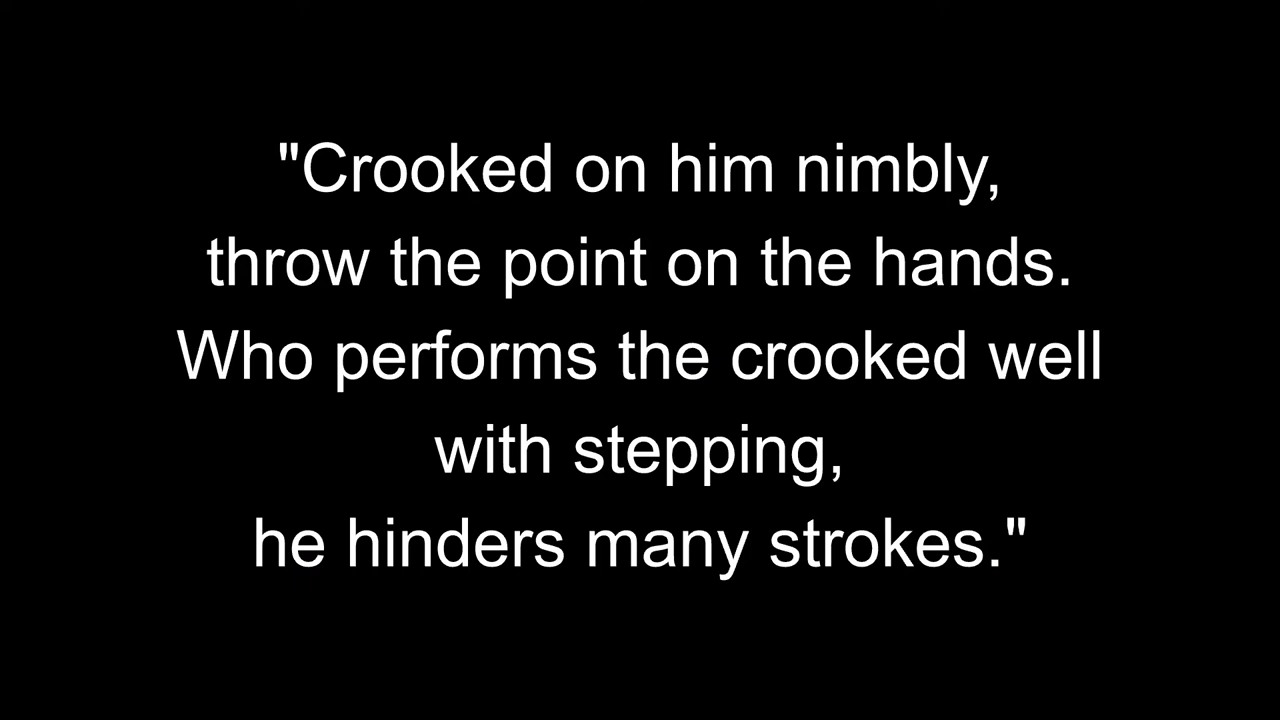 "Crooked on him nimbly,
throw the point on the hands.
Who performs the crooked well
with stepping,
he hinders many strokes."